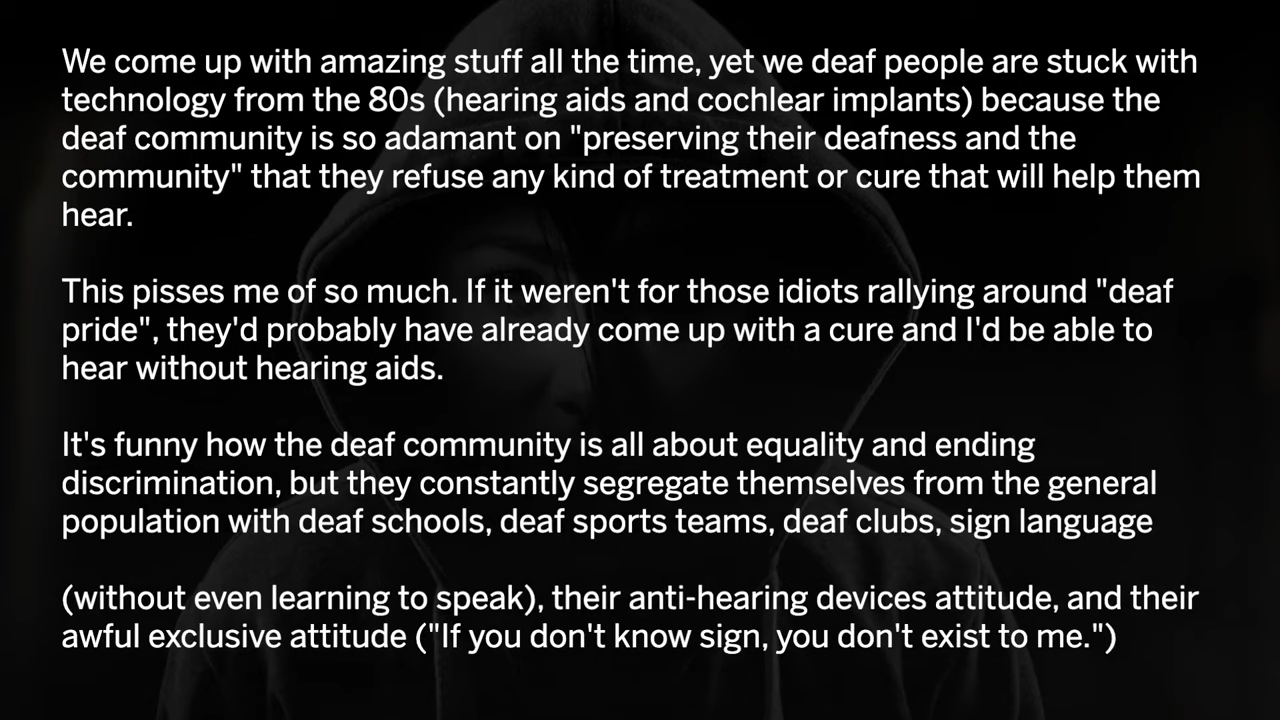 We come up with amazing stuff all the time, yet we deaf people are stuck with
technology from the 80s (hearing aids and cochlear implants) because the
deaf community is so adamant on "preserving their deafness and the
community" that they refuse any kind of treatment or cure that will help them
hear.
This pisses me of so much. If it weren't for those idiots rallying around "deaf
pride", they'd probably have already come up with a cure and I'd be able to
hear without hearing aids.
It's funny how the deaf community is all about equality and ending
discrimination, but they constantly segregate themselves from the general
population with deaf schools, deaf sports teams, deaf clubs, sign language
(without even learning to speak), their anti-hearing devices attitude, and their
awful exclusive attitude ("If you don't know sign, you don't exist to me.")